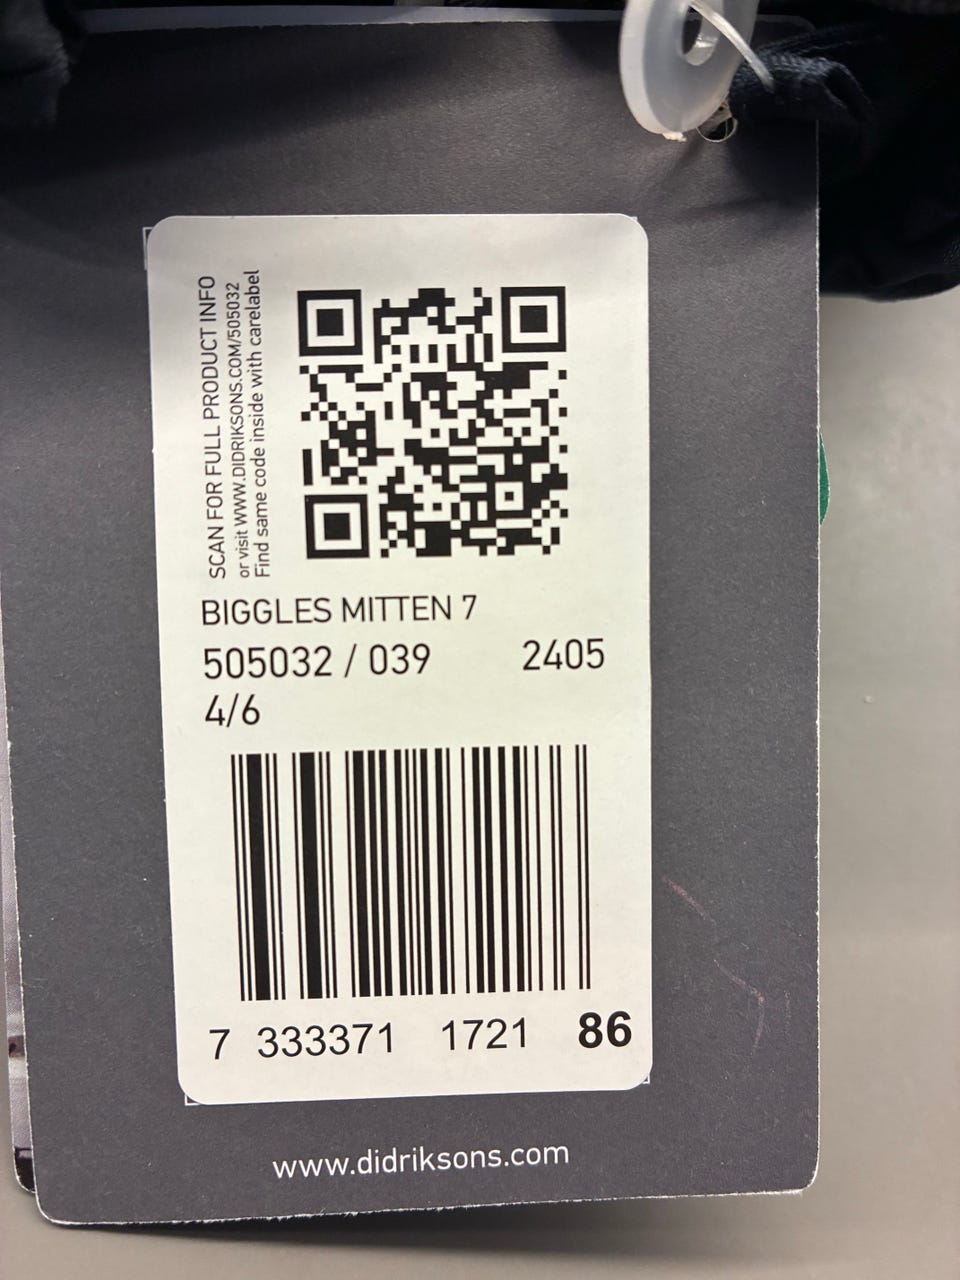 SCAN FOR FULL PRODUCT INFO
or visit WWW.DIDRIKSONS.COM/505032
Find same code inside with carelabel
BIGGLES MITTEN 7
505032 / 039 2405
4/6
7 333371 1721 86
www.didriksons.com